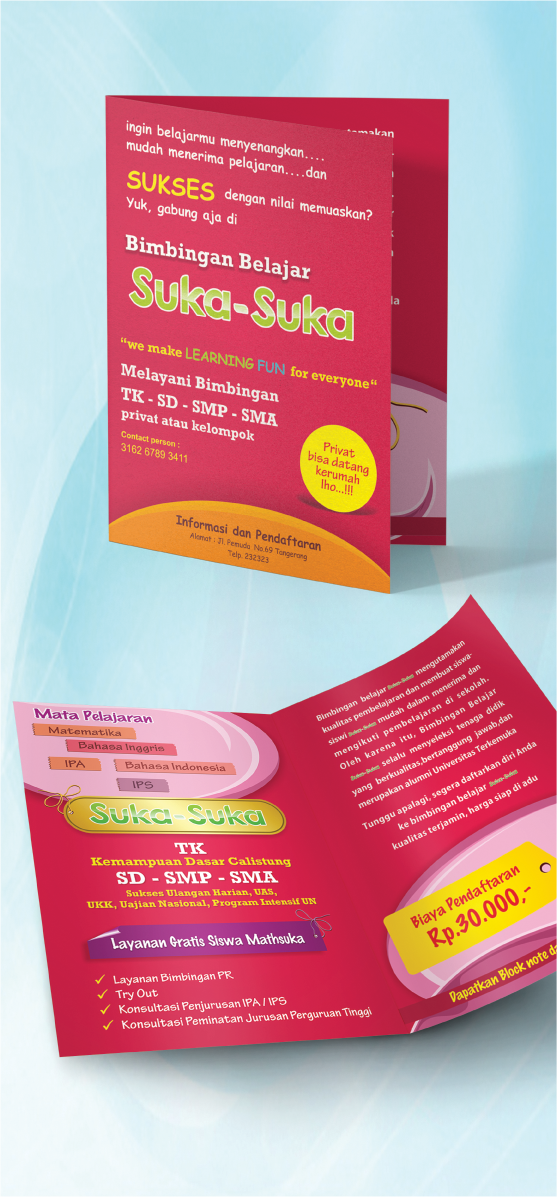 ingin belajarmu menyenangkan....
mudah menerima pelajaran....dan
SUKSES dengan nilai memuaskan?
Yuk, gabung aja di
Bimbingan Belajar
Suka-Suka
“we make LEARNING FUN for everyone“
Melayani Bimbingan
TK - SD - SMP - SMA
privat atau kelompok
Contact person :
3162 6789 3411
Privat
bisa datang
kerumah
lho...!!!
Informasi dan Pendaftaran
Alamat : Jl. Pemuda No.69 Tangerang
Telp. 232323
Mata Pelajaran
Matematika
Bahasa Inggris
IPA
Bahasa Indonesia
IPS
Suka-Suka
TK
Kemampuan Dasar Calistung
SD - SMP - SMA
Sukses Ulangan Harian, UAS,
UKK, Uajian Nasional, Program Intensif UN
Layanan Gratis Siswa Mathsuka
Layanan Bimbingan PR
Try Out
Konsultasi Penjurusan IPA / IPS
Konsultasi Peminatan Jurusan Perguruan Tinggi
Bimbingan belajar Suka-Suka mengutamakan
kualitas pembelajaran dan membuat siswa-
siswi Suka-Suka mudah dalam menerima dan
mengikuti pembelajaran di sekolah.
Oleh karena itu, Bimbingan Belajar
Suka-Suka selalu menyeleksi tenaga didik
yang berkualitas,bertanggung jawab,dan
merupakan alumni Universitas Terkemuka
Tunggu apalagi, segera daftarkan diri Anda
ke bimbingan belajar Suka-Suka
kualitas terjamin, harga siap di adu
Biaya Pendaftaran
Rp.30.000,-
Dapatkan Block note